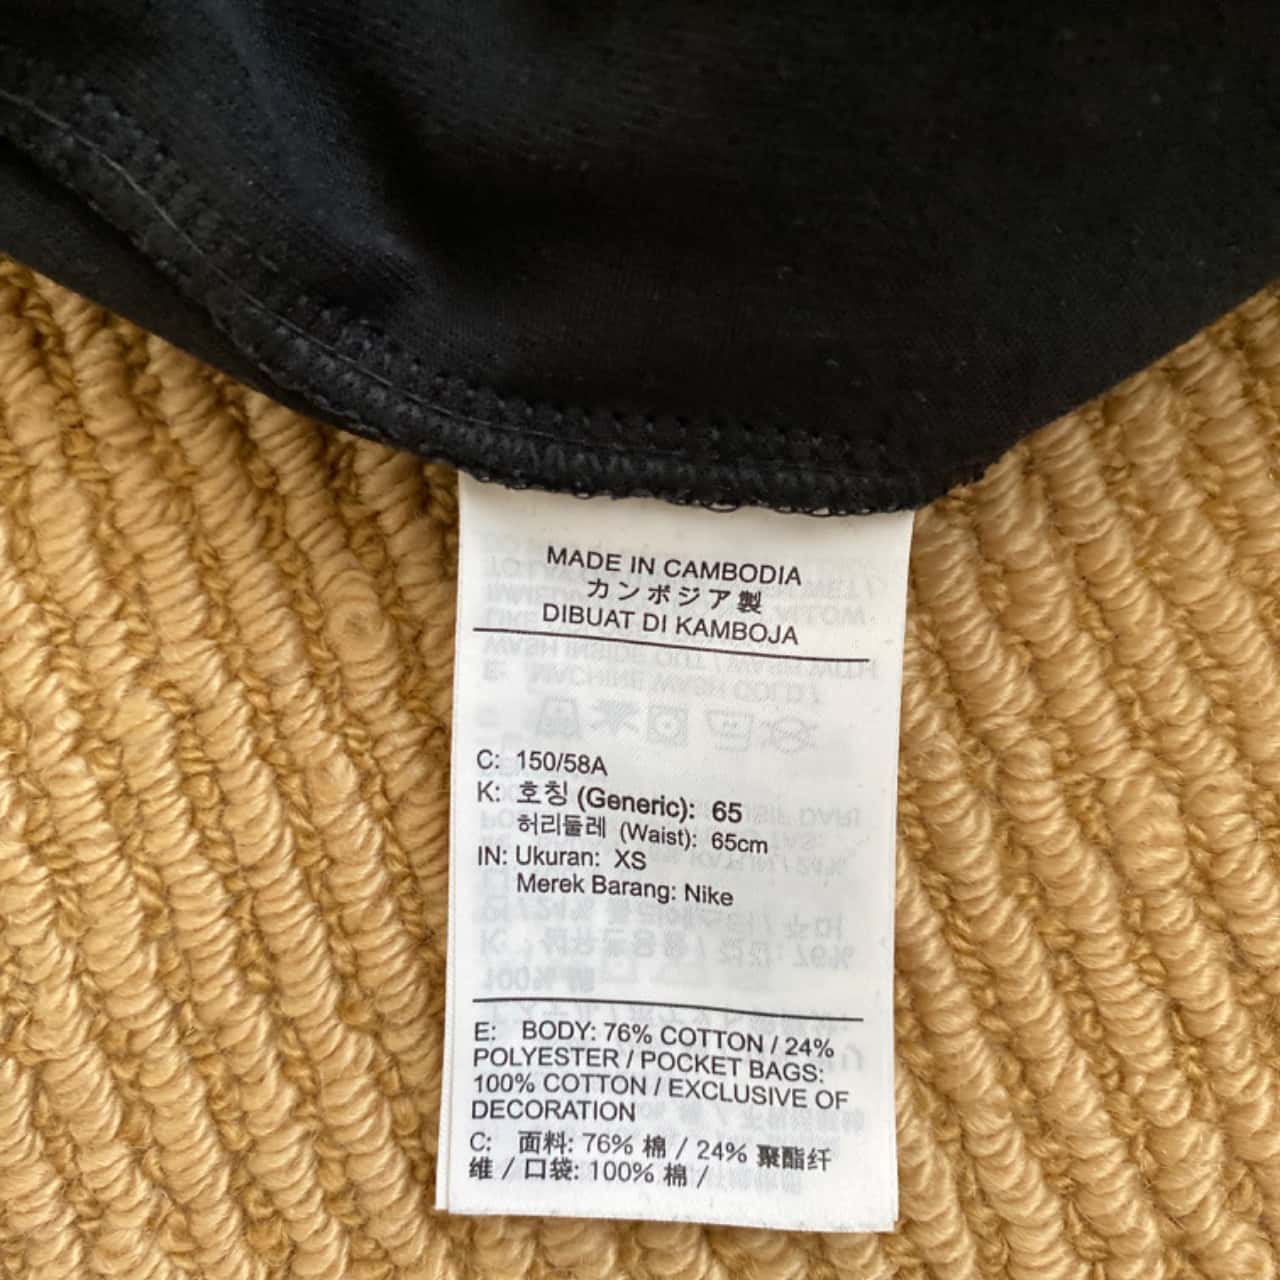 MADE IN CAMBODIA
カンボジア製
DIBUAT DI KAMBOJA
C: 150/58A
K: 호칭 (Generic): 65
허리둘레 (Waist): 65cm
IN: Ukuran: XS
Merek Barang: Nike
E: BODY: 76% COTTON / 24%
POLYESTER / POCKET BAGS:
100% COTTON / EXCLUSIVE OF
DECORATION
C: 面料: 76% 棉 / 24% 聚酯纤
维 / 口袋: 100% 棉 /